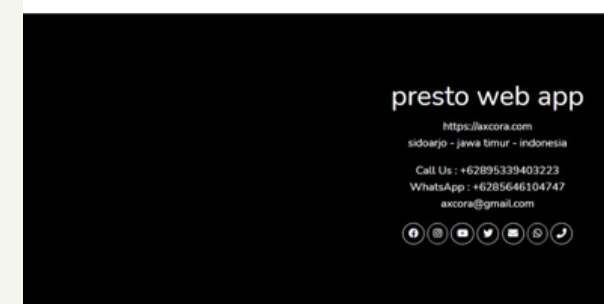 presto web app
https://axcora.com
sidoarjo - jawa timur - indonesia
Call Us : +62895339403223
WhatsApp : +6285646104747
axcora@gmail.com